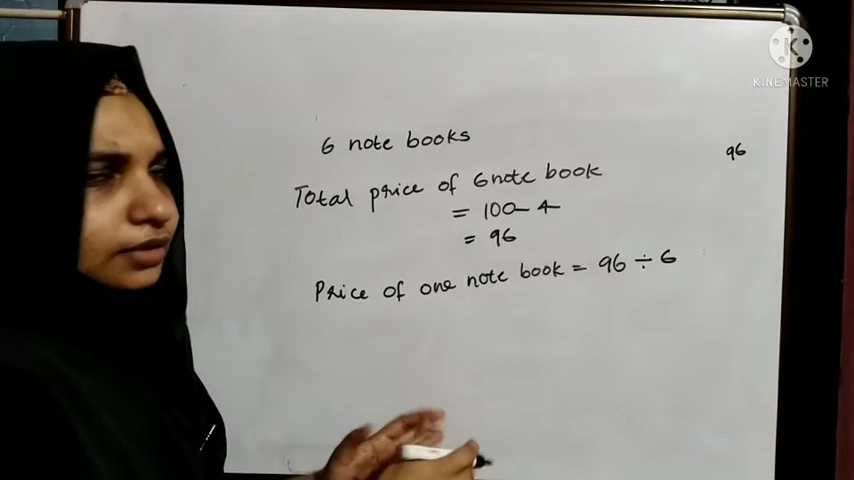 K
KINEMASTER
6 note books
96
Total price of 6 note book
= 100 - 4
= 96
Price of one note book = 96 ÷ 6